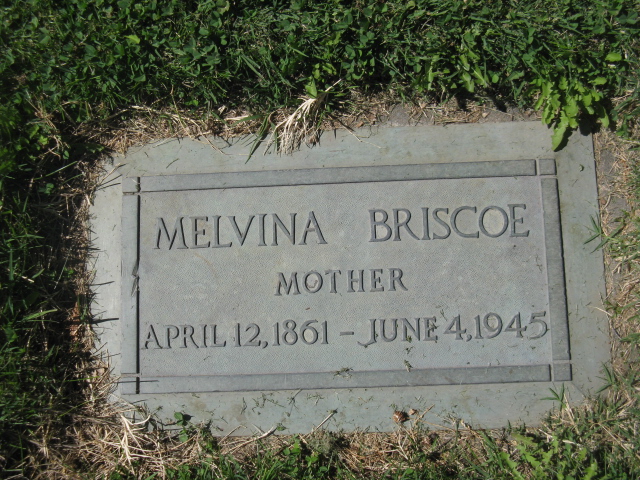 MELVINA BRISCOE
MOTHER
APRIL 12, 1861 – JUNE 4, 1945